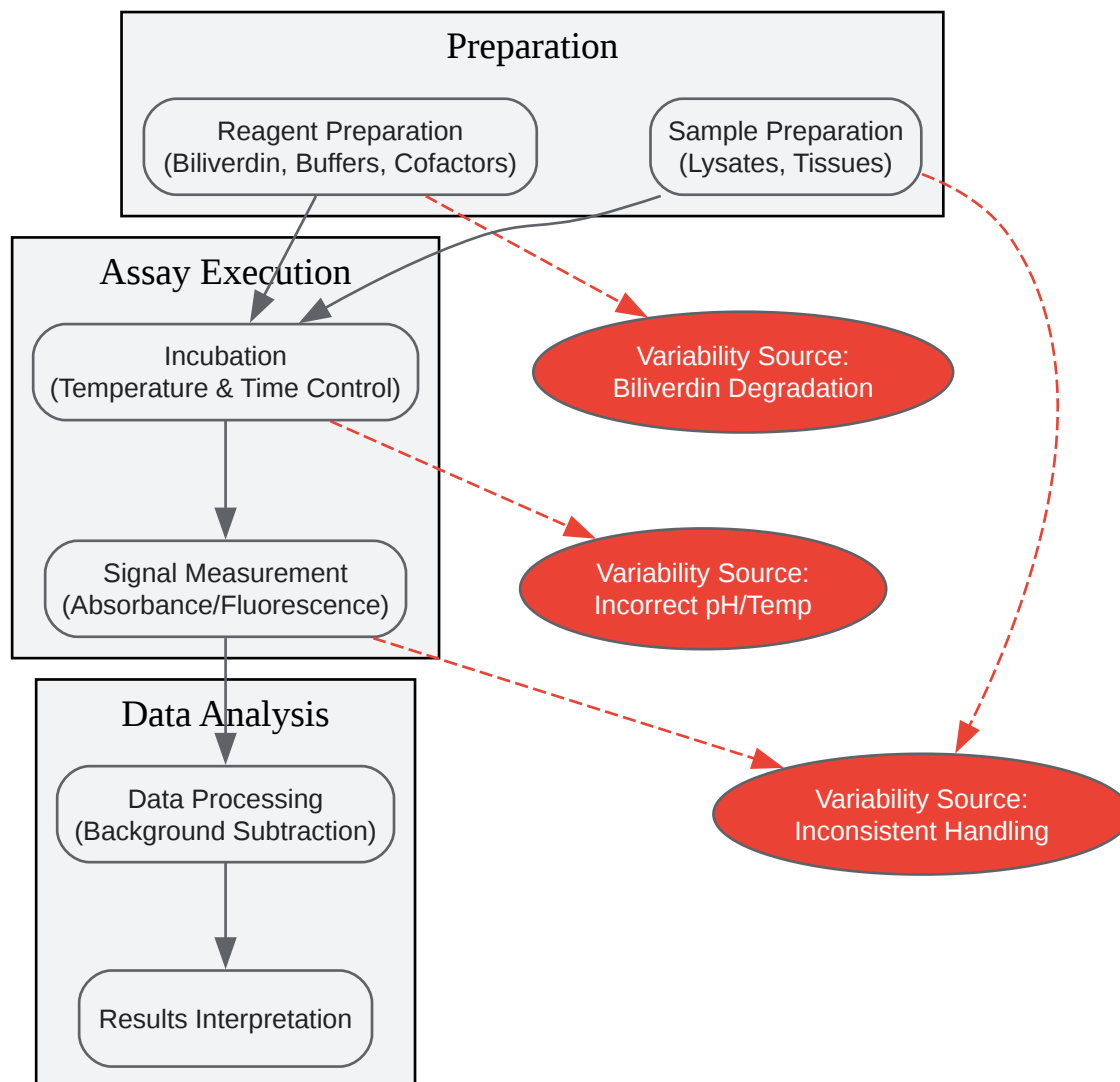 Preparation
Reagent Preparation
(Biliverdin, Buffers, Cofactors)
Sample Preparation
(Lysates, Tissues)
Assay Execution
Incubation
(Temperature & Time Control)
Variability Source:
Biliverdin Degradation
Signal Measurement
(Absorbance/Fluorescence)
Variability Source:
Incorrect pH/Temp
Data Analysis
Data Processing
(Background Subtraction)
Variability Source:
Inconsistent Handling
Results Interpretation